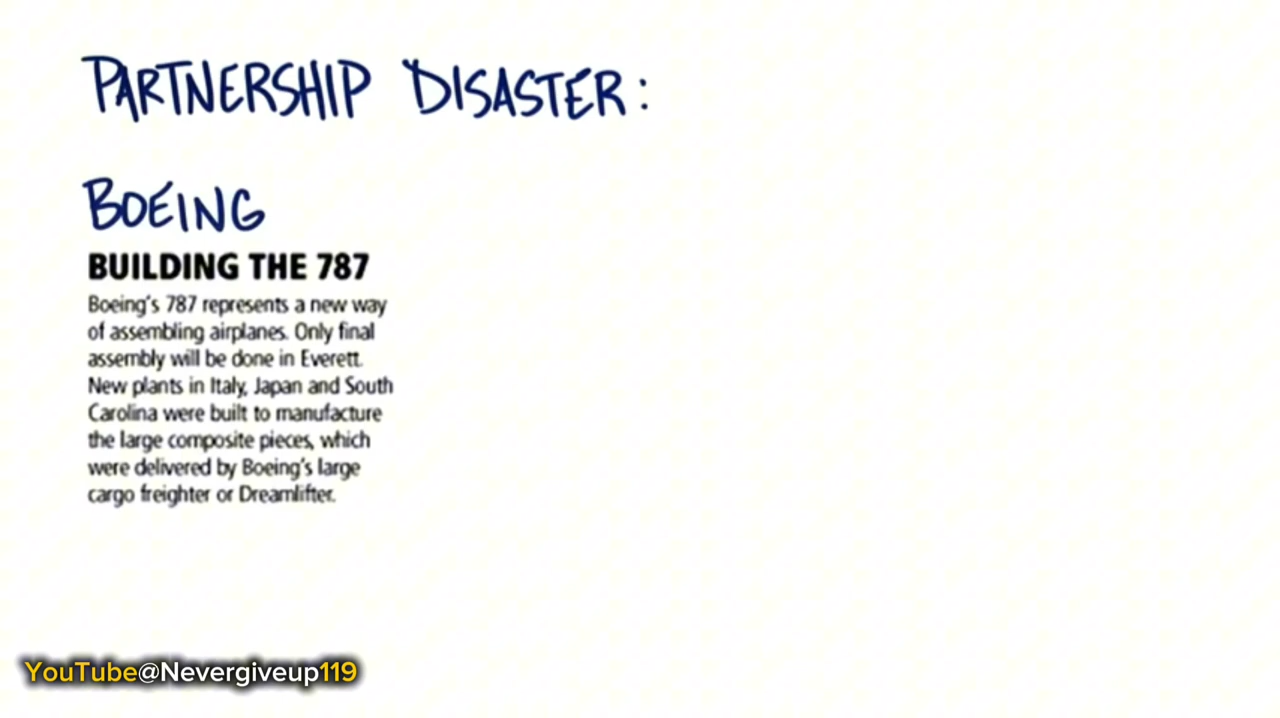 PARTNERSHIP DISASTER:
BOEING
BUILDING THE 787
Boeing's 787 represents a new way
of assembling airplanes. Only final
assembly will be done in Everett.
New plants in Italy, Japan and South
Carolina were built to manufacture
the large composite pieces, which
were delivered by Boeing's large
cargo freighter or Dreamlifter.
YouTube@Nevergiveup119